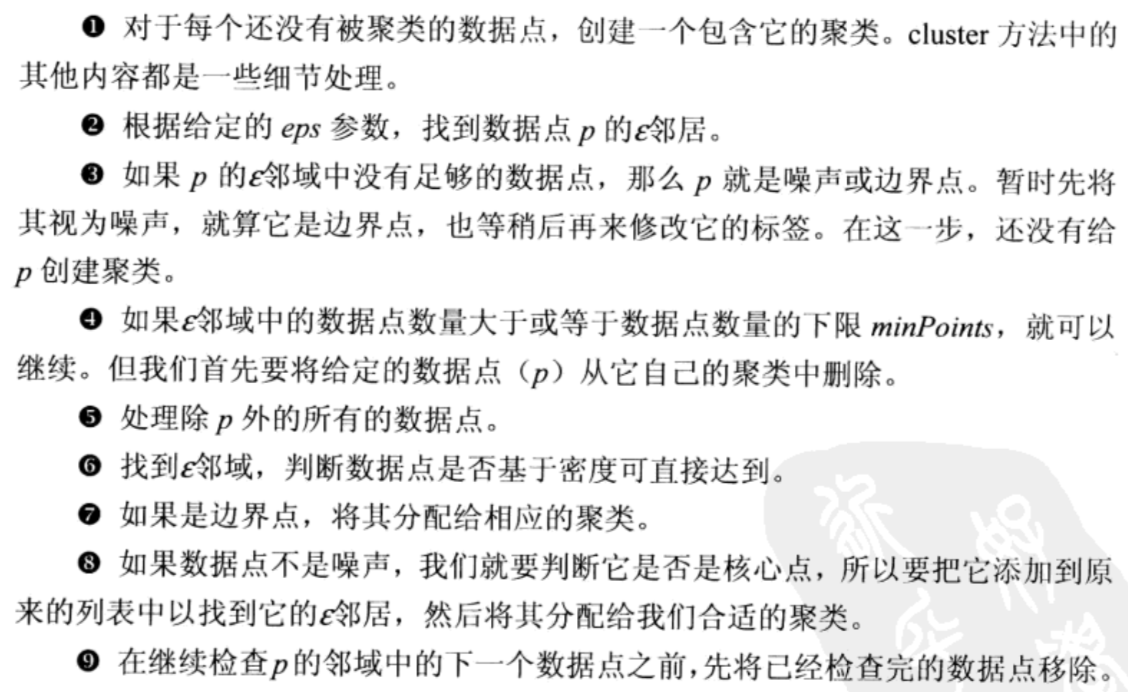 ❶ 对于每个还没有被聚类的数据点，创建一个包含它的聚类。cluster 方法中的
其他内容都是一些细节处理。
❷ 根据给定的 eps 参数，找到数据点 p 的ε邻居。
❸ 如果 p 的ε邻域中没有足够的数据点，那么 p 就是噪声或边界点。暂时先将
其视为噪声，就算它是边界点，也等稍后再来修改它的标签。在这一步，还没有给
p 创建聚类。
❹ 如果ε邻域中的数据点数量大于或等于数据点数量的下限 minPoints，就可以
继续。但我们首先要将给定的数据点（p）从它自己的聚类中删除。
❺ 处理除 p 外的所有的数据点。
❻ 找到ε邻域，判断数据点是否基于密度可直接达到。
❼ 如果是边界点，将其分配给相应的聚类。
❽ 如果数据点不是噪声，我们就要判断它是否是核心点，所以要把它添加到原
来的列表中以找到它的ε邻居，然后将其分配给我们合适的聚类。
❾ 在继续检查p的邻域中的下一个数据点之前，先将已经检查完的数据点移除。